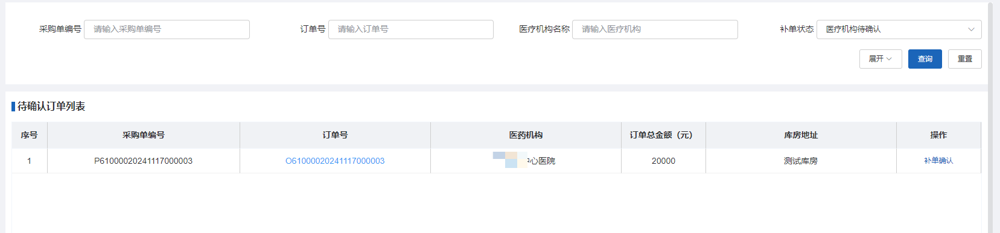 采购单编号 请输入采购单编号 订单号 请输入订单号 医疗机构名称 请输入医疗机构 补单状态 医疗机构待确认
展开 查询 重置
待确认订单列表
序号 采购单编号 订单号 医药机构 订单总金额（元） 库房地址 操作
1 P61000020241117000003 O61000020241117000003 心医院 20000 测试库房 补单确认